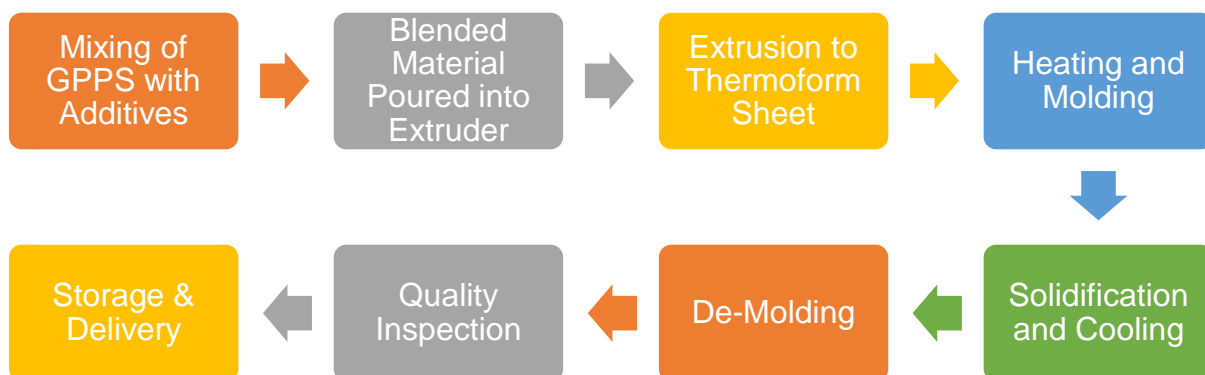 Mixing of
GPPS with
Additives
Blended
Material
Poured into
Extruder
Extrusion to
Thermoform
Sheet
Heating and
Molding
Solidification
and Cooling
De-Molding
Quality
Inspection
Storage &
Delivery